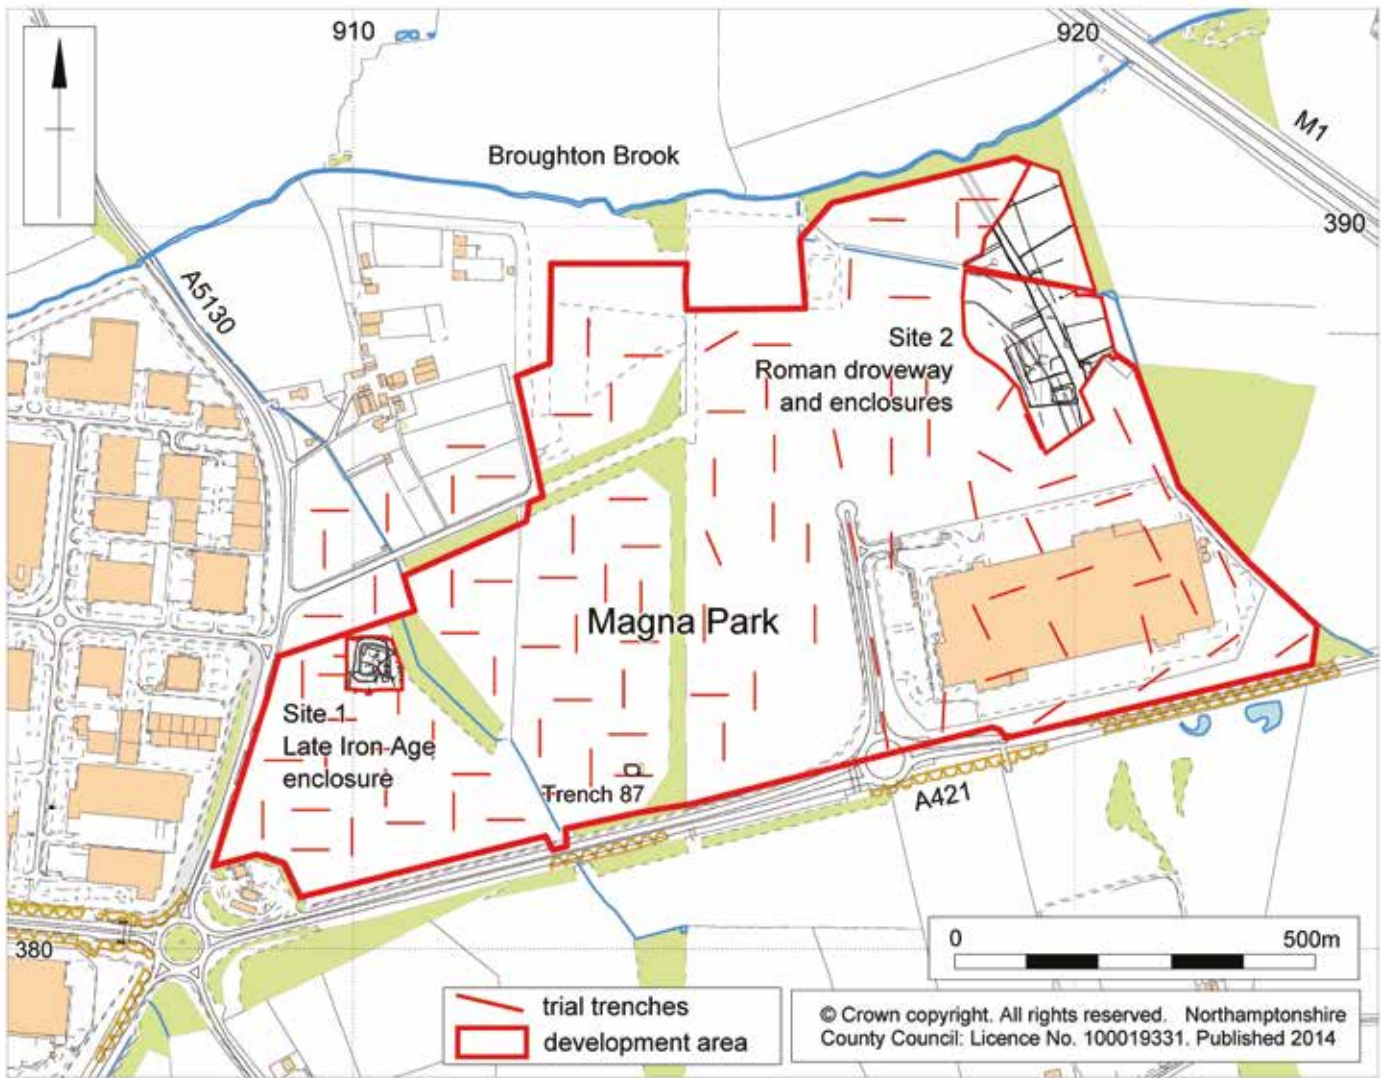 910
920
M1
Broughton Brook
390
A5130
Site 2
Roman droveway
and enclosures
Magna Park
Site 1
Late Iron Age
enclosure
Trench 87
A421
380
0
500m
trial trenches
development area
© Crown copyright. All rights reserved. Northamptonshire
County Council: Licence No. 100019331. Published 2014